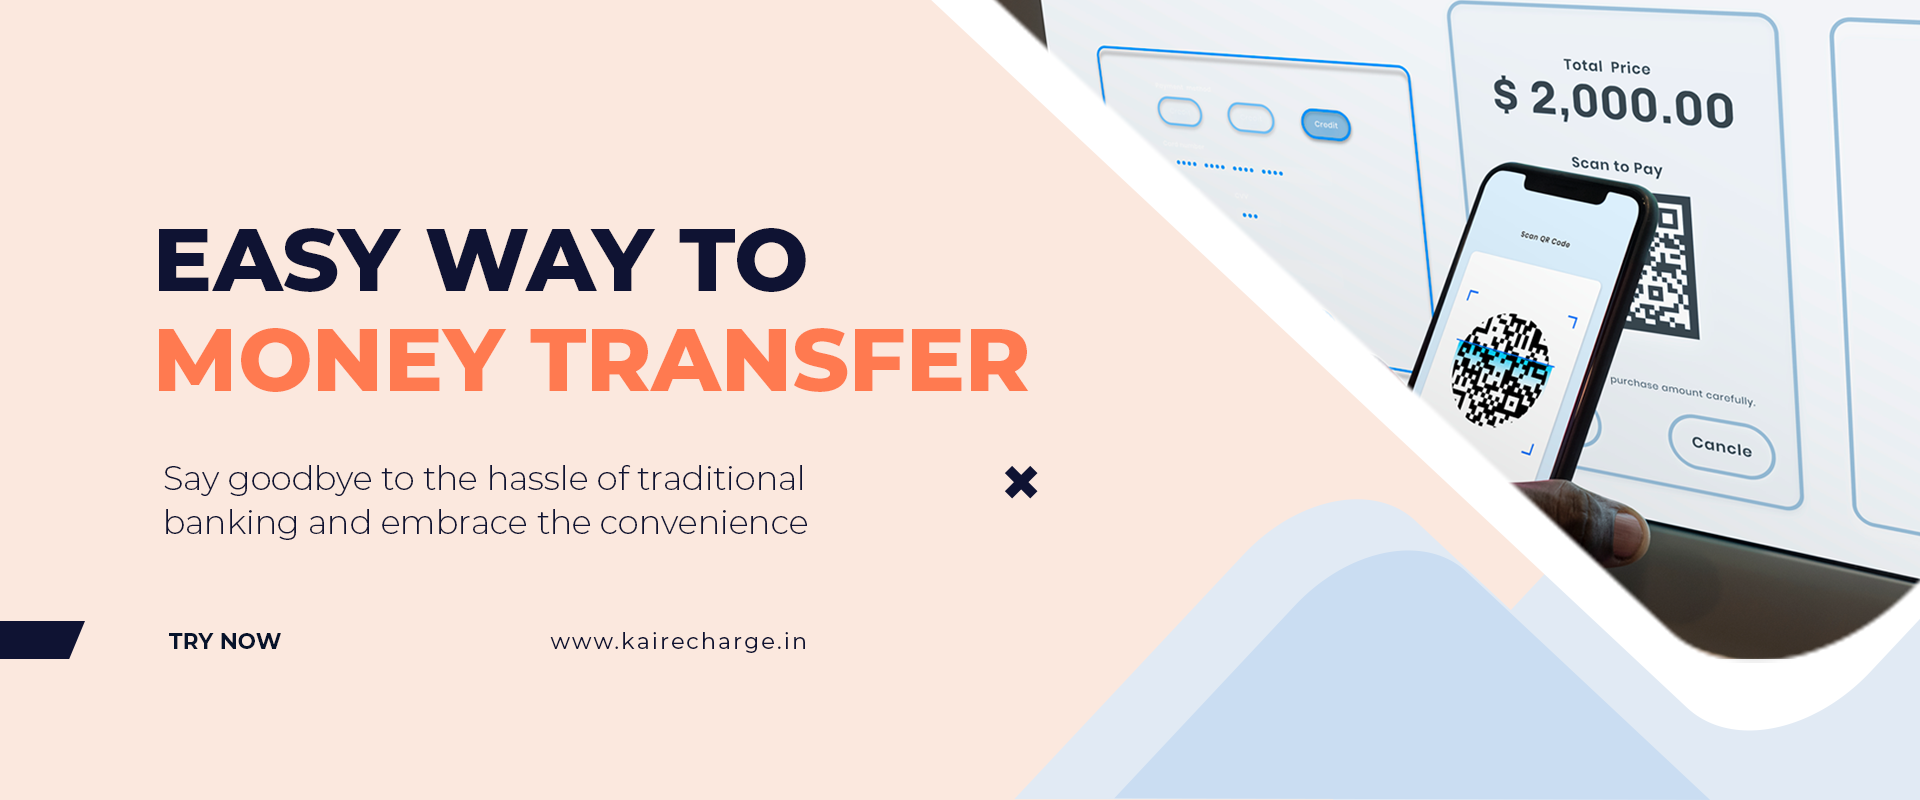 EASY WAY TO
MONEY TRANSFER
Say goodbye to the hassle of traditional
banking and embrace the convenience
TRY NOW
www.kairecharge.in
Credit
Total Price
$ 2,000.00
Scan to Pay
Scan QR Code
purchase amount carefully.
Cancle